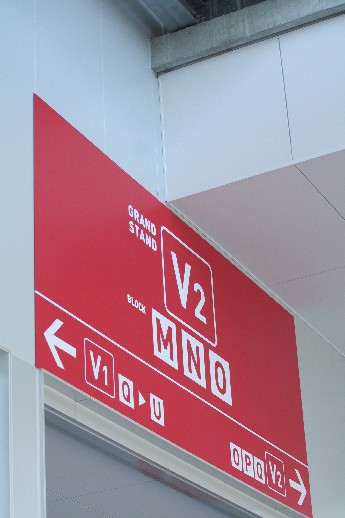 GRAND
STAND
V2
BLOCK
MNO
← V1 Q ▶ U
OPQ V2 →